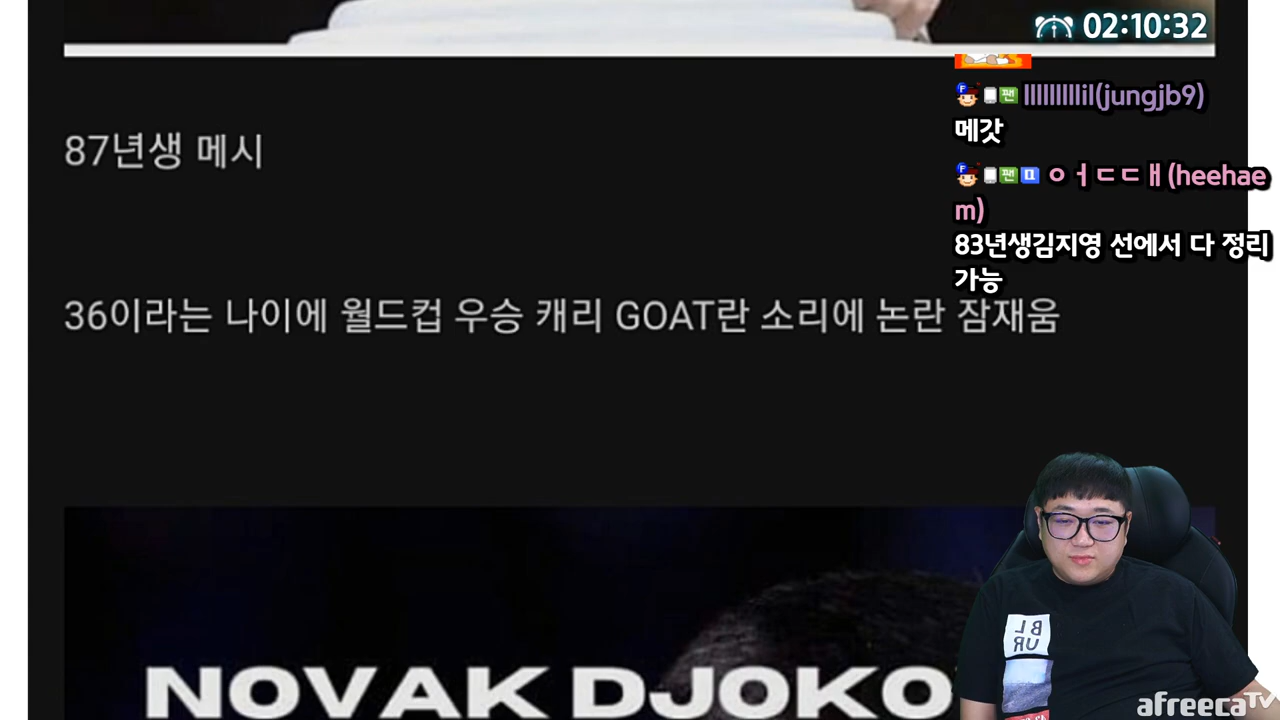 02:10:32
llllllllllil(jungjb9)
메갓
87년생 메시
ㅇㅓㄷㄷㅐ(heehae
m)
83년생김지영 선에서 다 정리
가능
36이라는 나이에 월드컵 우승 캐리 GOAT란 소리에 논란 잠재움
BL
UR
NOVAK DJOKO
afreecaTV